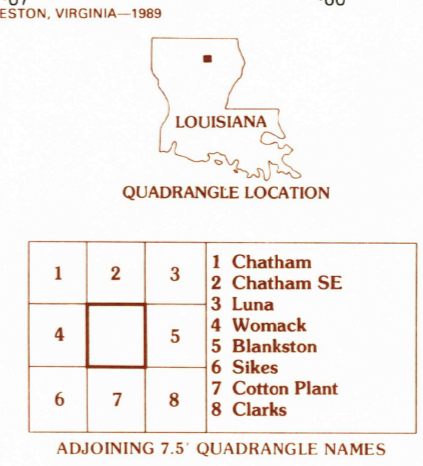 ESTON, VIRGINIA—1989
LOUISIANA
QUADRANGLE LOCATION
1 2 3
4 5
6 7 8
1 Chatham
2 Chatham SE
3 Luna
4 Womack
5 Blankston
6 Sikes
7 Cotton Plant
8 Clarks
ADJOINING 7.5′ QUADRANGLE NAMES